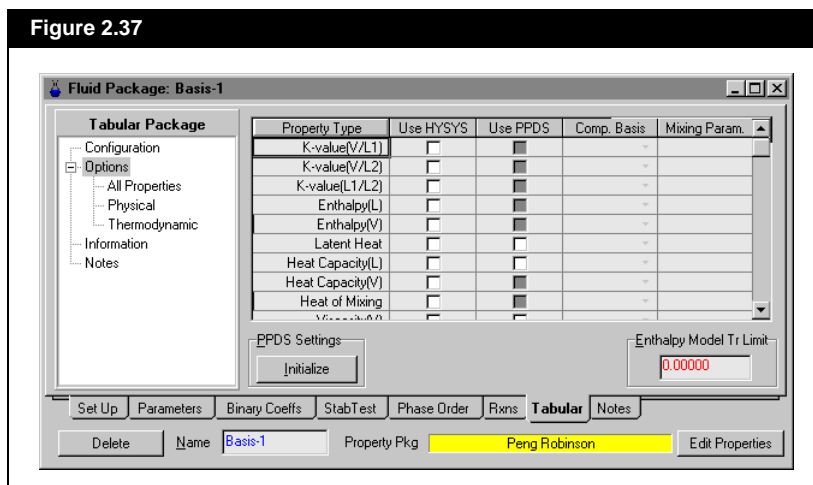 Figure 2.37
Fluid Package: Basis-1
Tabular Package
Configuration
Options
All Properties
Physical
Thermodynamic
Information
Notes
Property Type Use HYSYS Use PPDS Comp. Basis Mixing Param.
K-value(V/L1)
K-value(V/L2)
K-value(L1/L2)
Enthalpy(L)
Enthalpy(V)
Latent Heat
Heat Capacity(L)
Heat Capacity(V)
Heat of Mixing
PPDS Settings
Initialize
Enthalpy Model Tr Limit
0.00000
Set Up Parameters Binary Coeffs StabTest Phase Order Rxns Tabular Notes
Delete Name Basis-1 Property Pkg Peng Robinson Edit Properties